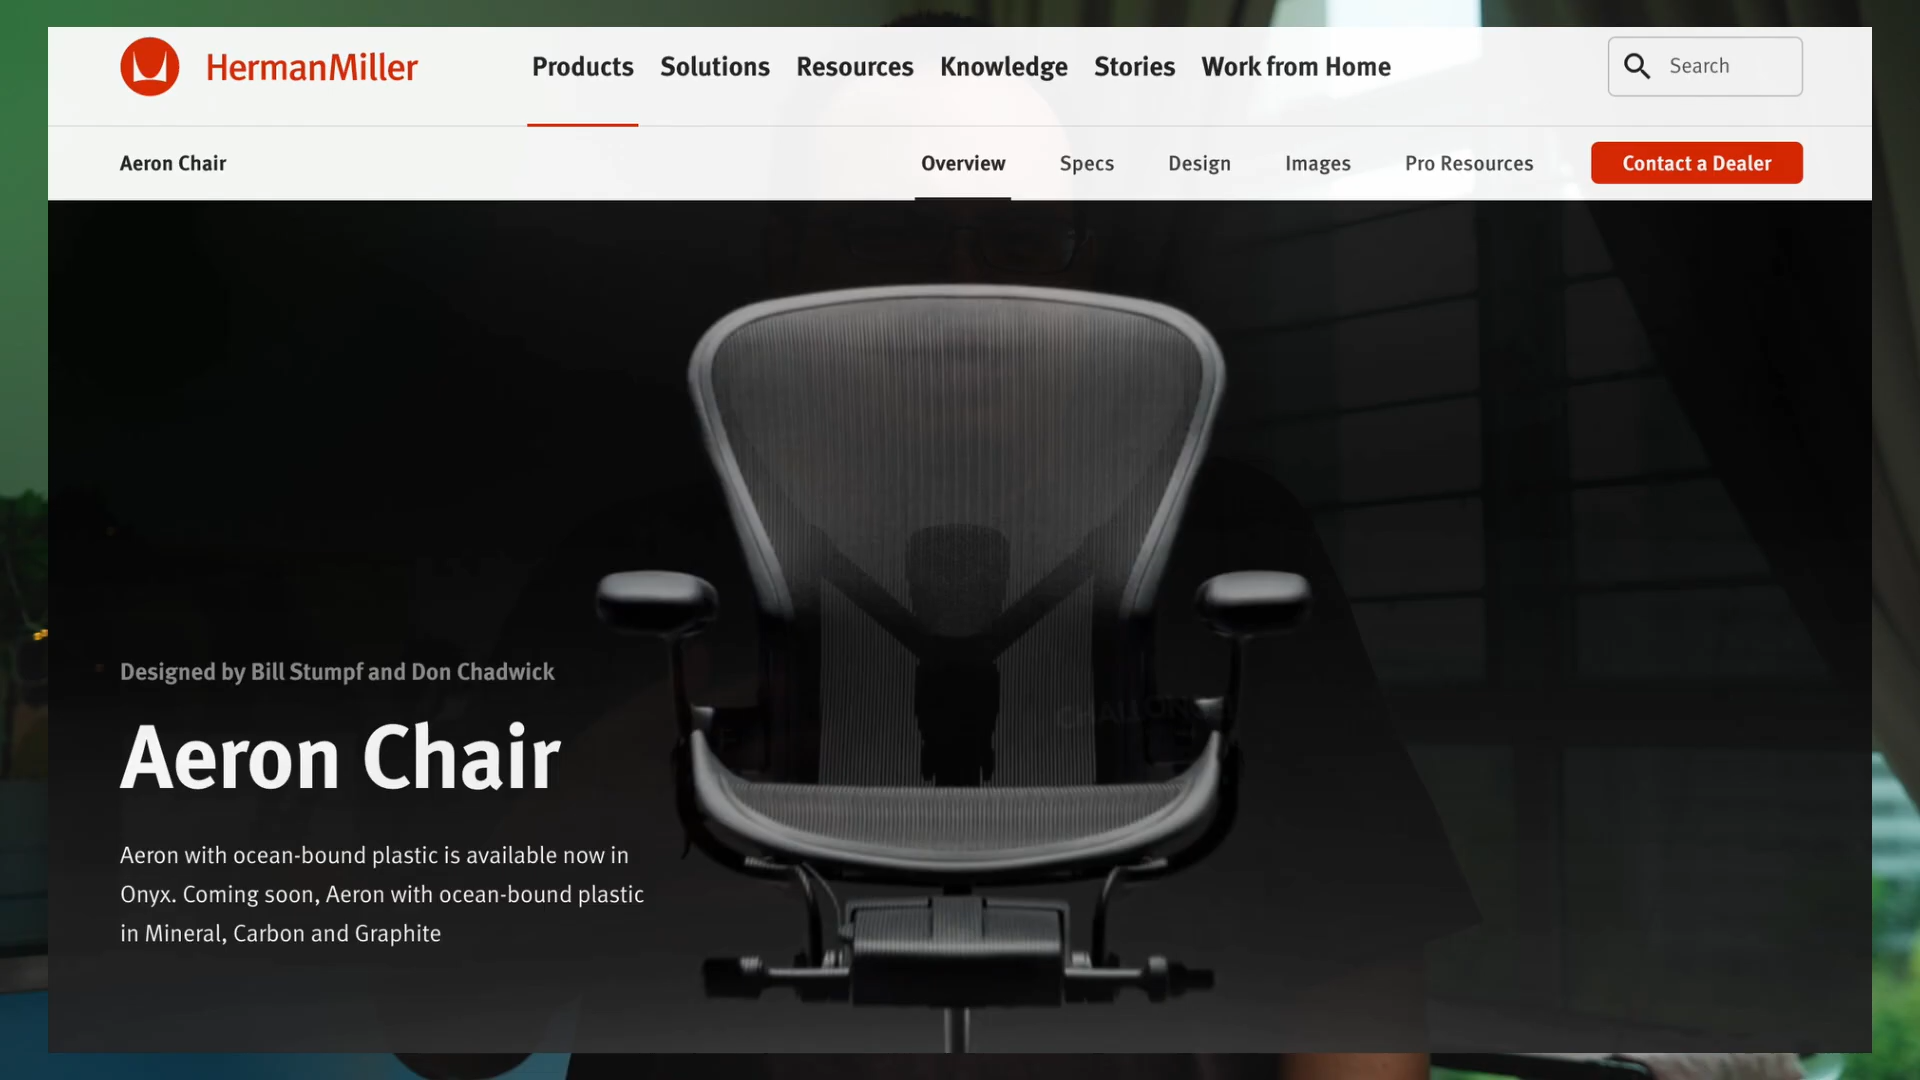 HermanMiller
Products Solutions Resources Knowledge Stories Work from Home
Search
Aeron Chair
Overview Specs Design Images Pro Resources Contact a Dealer
Designed by Bill Stumpf and Don Chadwick
Aeron Chair
Aeron with ocean-bound plastic is available now in
Onyx. Coming soon, Aeron with ocean-bound plastic
in Mineral, Carbon and Graphite